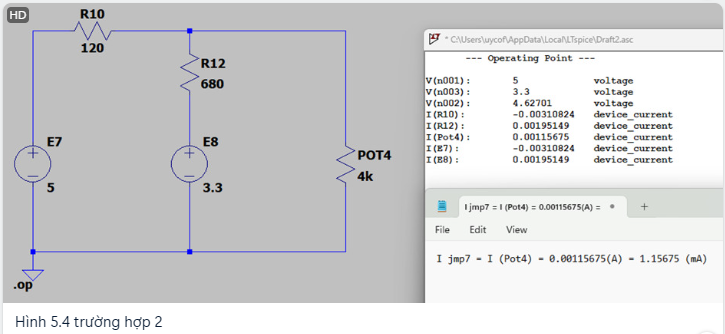 HD
R10
120
R12
680
E7
5
E8
3.3
POT4
4k
.op
* C:\Users\uycof\AppData\Local\LTspice\Draft2.asc
--- Operating Point ---
V(n001): 5 voltage
V(n003): 3.3 voltage
V(n002): 4.62701 voltage
I(R10): -0.00310824 device_current
I(R12): 0.00195149 device_current
I(Pot4): 0.00115675 device_current
I(E7): -0.00310824 device_current
I(E8): 0.00195149 device_current
I jmp7 = I (Pot4) = 0.00115675(A) =
File Edit View
I jmp7 = I (Pot4) = 0.00115675(A) = 1.15675 (mA)
Hình 5.4 trường hợp 2